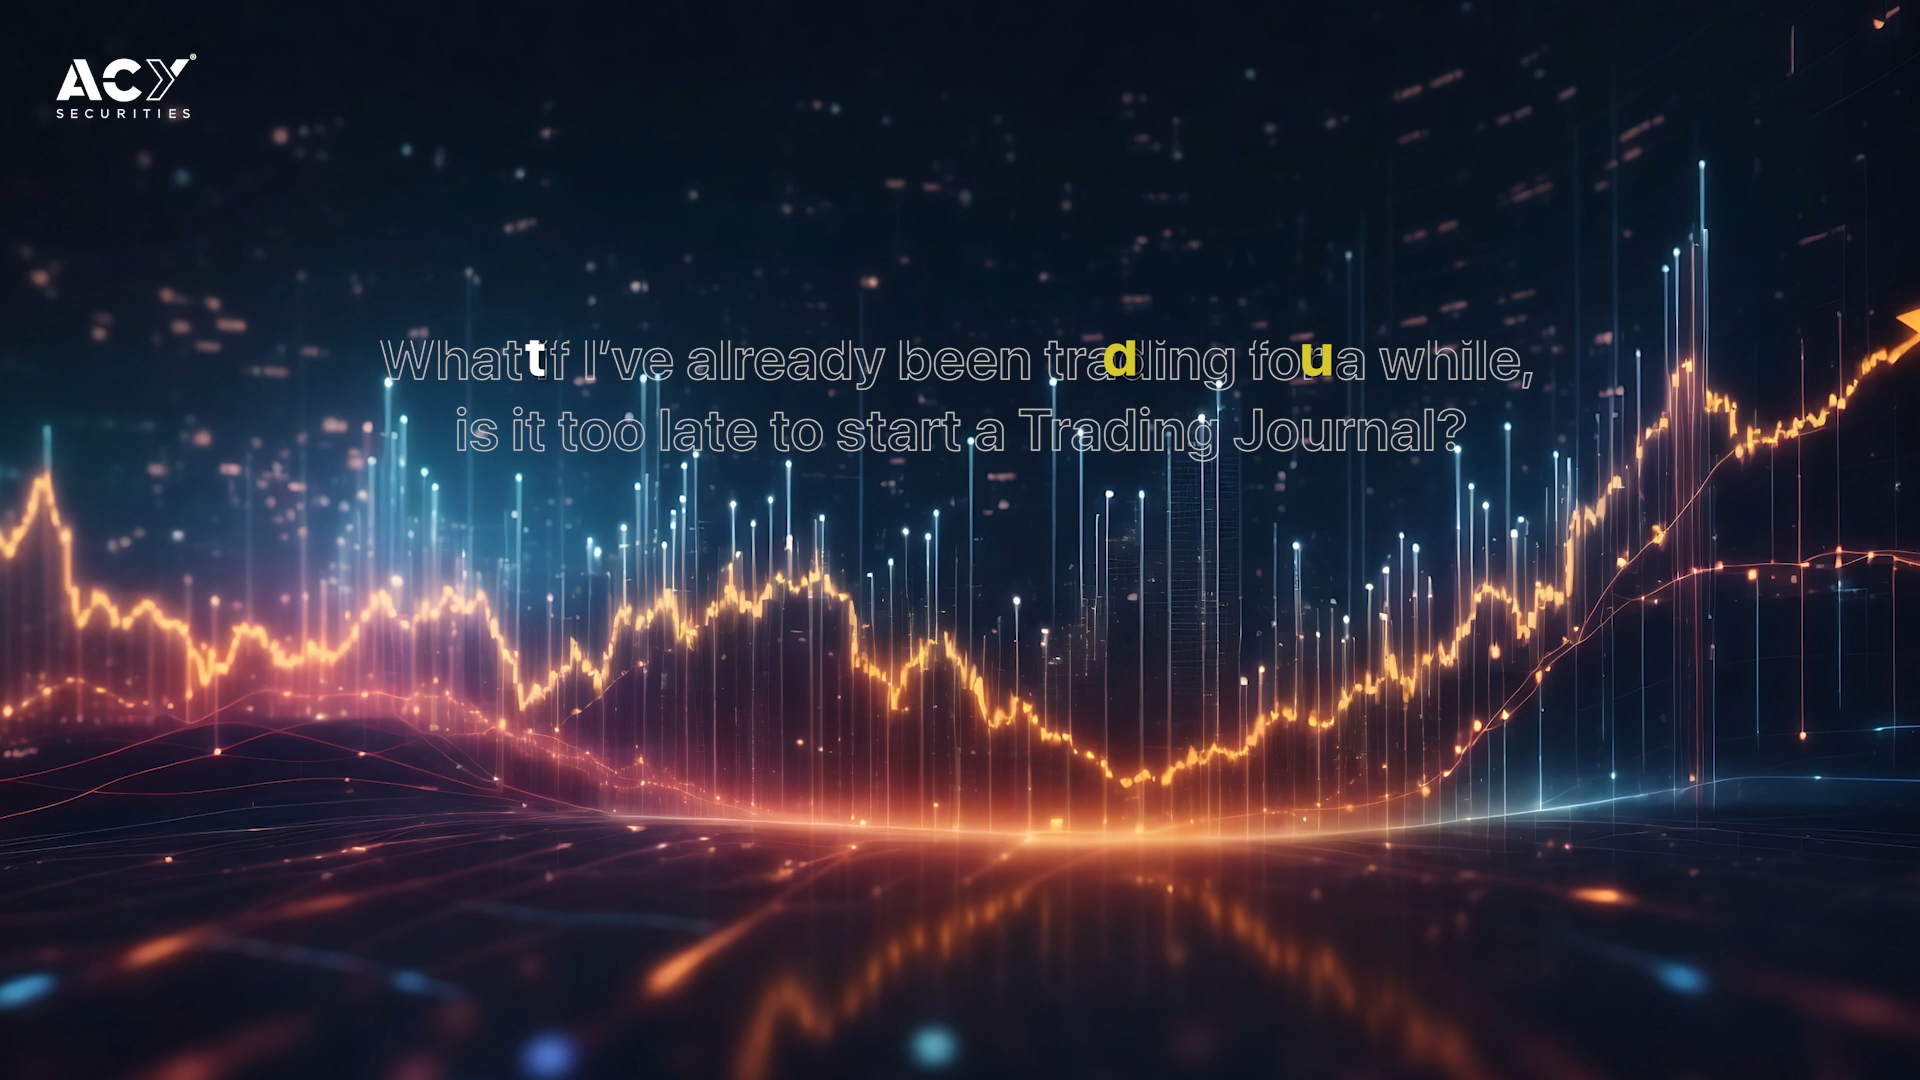 ACY
SECURITIES
What if I've already been trading for a while,
is it too late to start a Trading Journal?
t d u